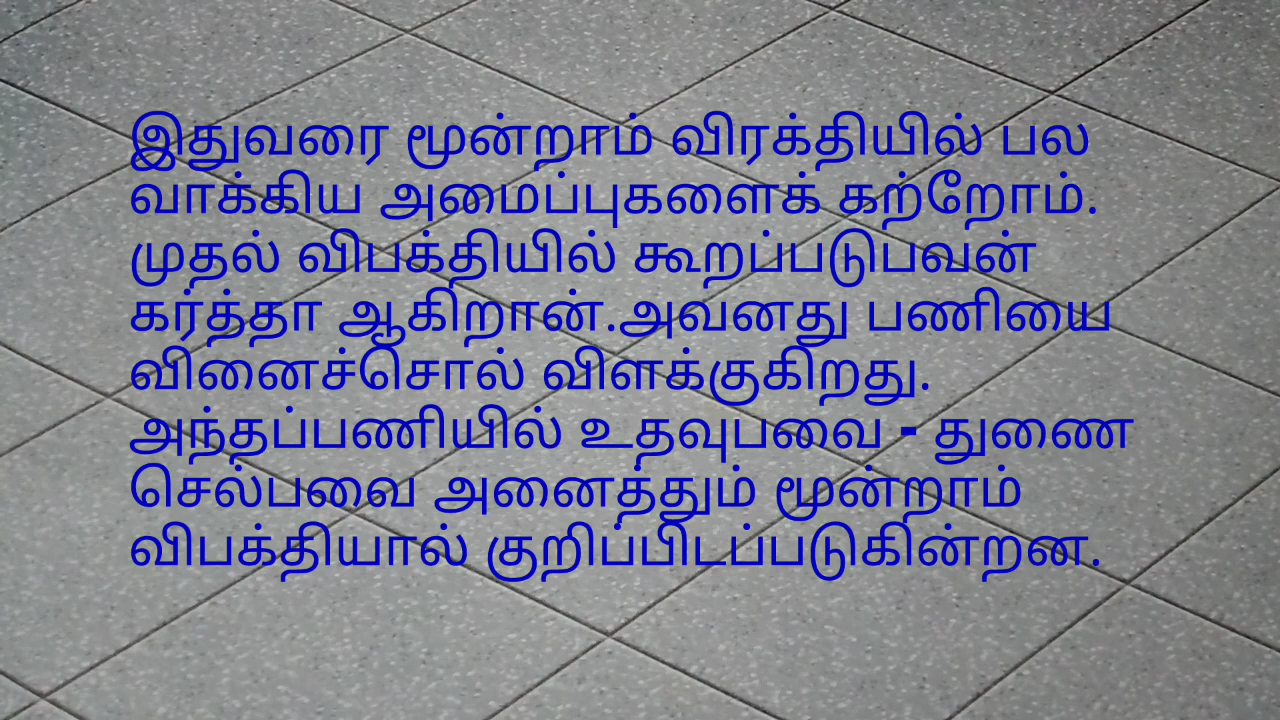 இதுவரை மூன்றாம் விரக்தியில் பல
வாக்கிய அமைப்புகளைக் கற்றோம்.
முதல் விபக்தியில் கூறப்படுபவன்
கர்த்தா ஆகிறான்.அவனது பணியை
வினைச்சொல் விளக்குகிறது.
அந்தப்பணியில் உதவுபவை - துணை
செல்பவை அனைத்தும் மூன்றாம்
விபக்தியால் குறிப்பிடப்படுகின்றன.